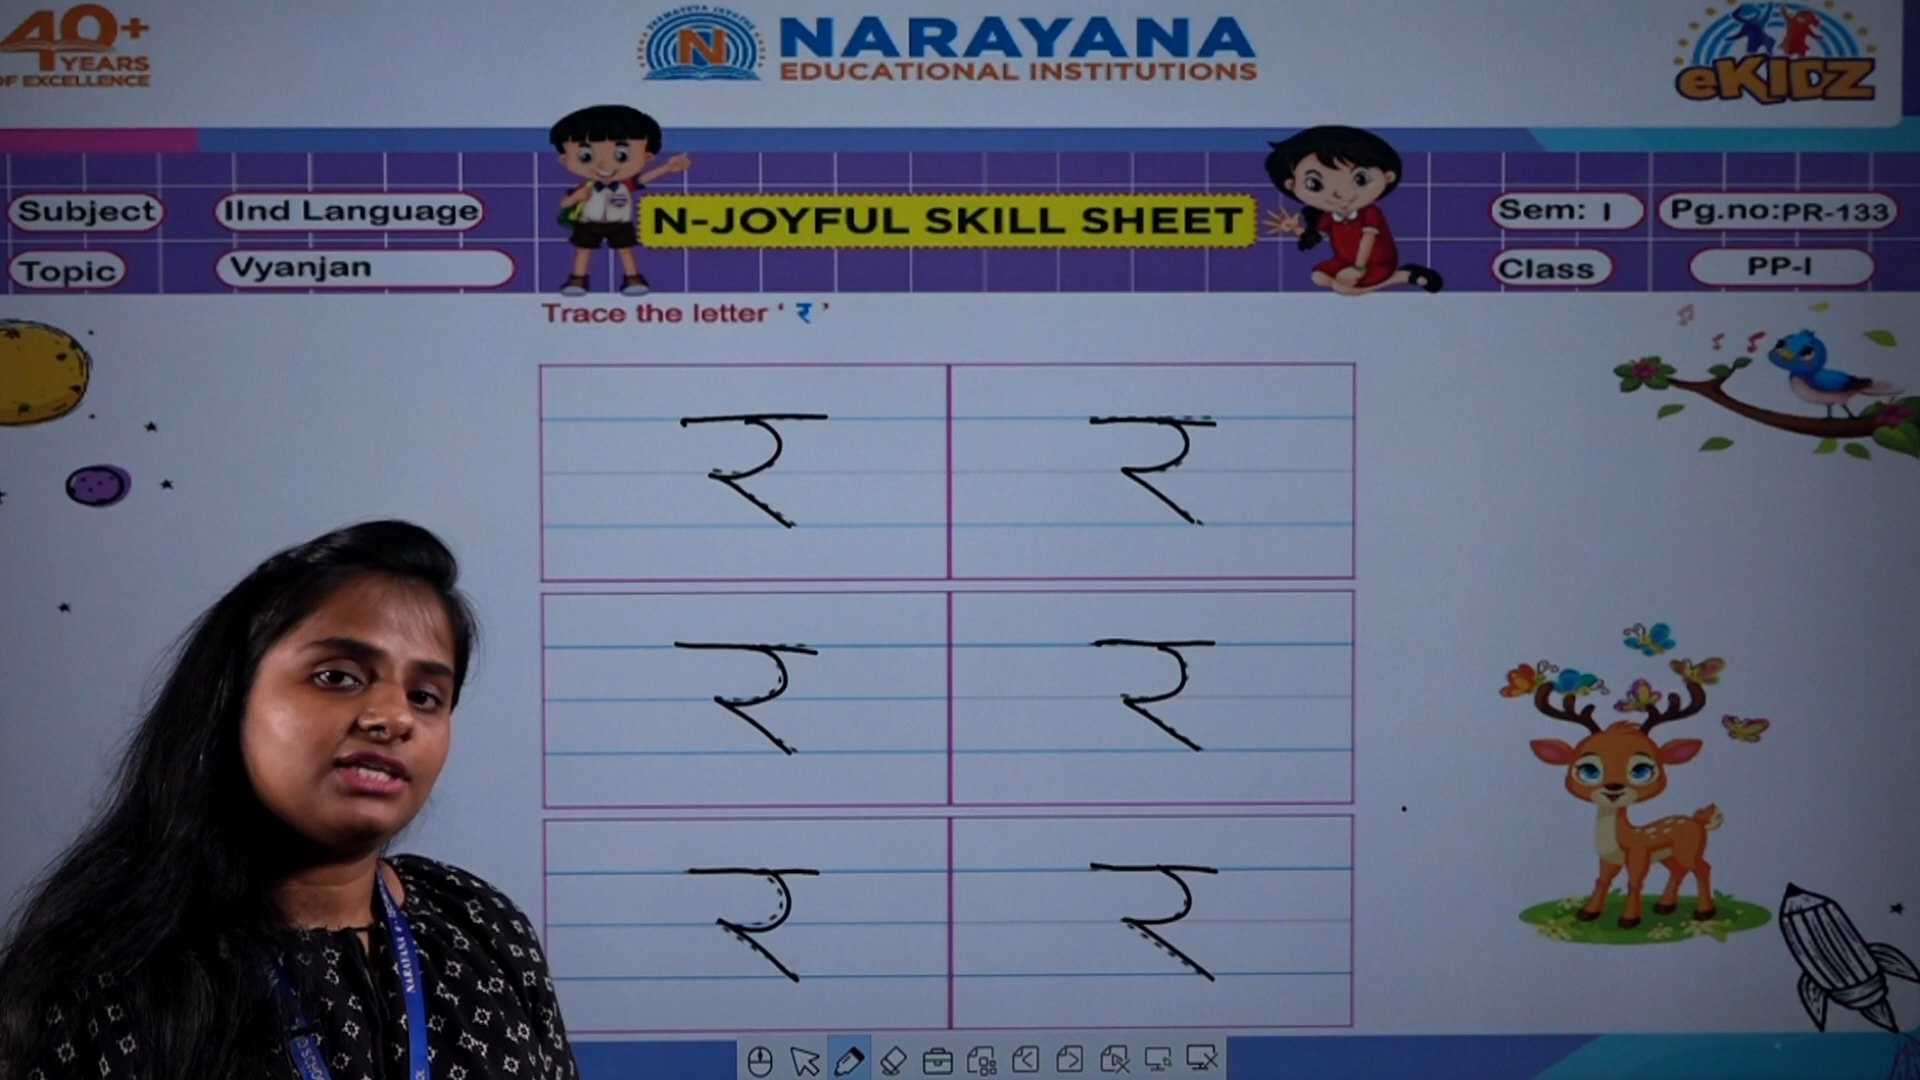 40+
YEARS
OF EXCELLENCE
N
NARAYANA
EDUCATIONAL INSTITUTIONS
eKIDZ
Subject
IInd Language
N-JOYFUL SKILL SHEET
Sem: I
Pg.no:PR-133
Topic
Vyanjan
Class
PP-I
Trace the letter ‘ र ’
र र
र र
र र
NARAYANA